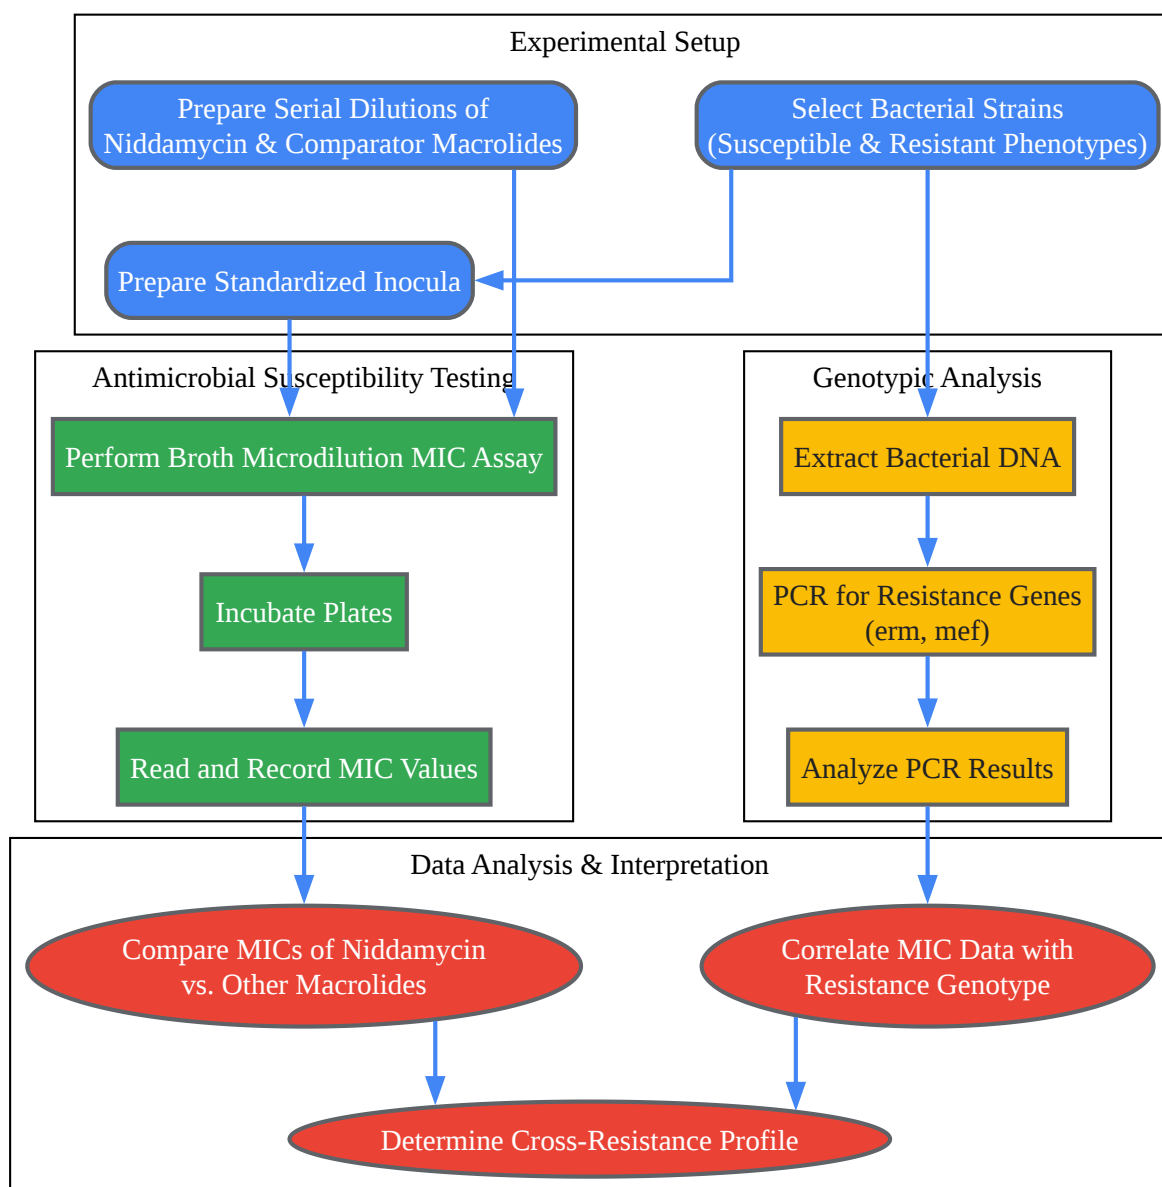 Experimental Setup
Prepare Serial Dilutions of
Niddamycin & Comparator Macrolides
Select Bacterial Strains
(Susceptible & Resistant Phenotypes)
Prepare Standardized Inocula
Antimicrobial Susceptibility Testing
Perform Broth Microdilution MIC Assay
Incubate Plates
Read and Record MIC Values
Genotypic Analysis
Extract Bacterial DNA
PCR for Resistance Genes
(erm, mef)
Analyze PCR Results
Data Analysis & Interpretation
Compare MICs of Niddamycin
vs. Other Macrolides
Correlate MIC Data with
Resistance Genotype
Determine Cross-Resistance Profile